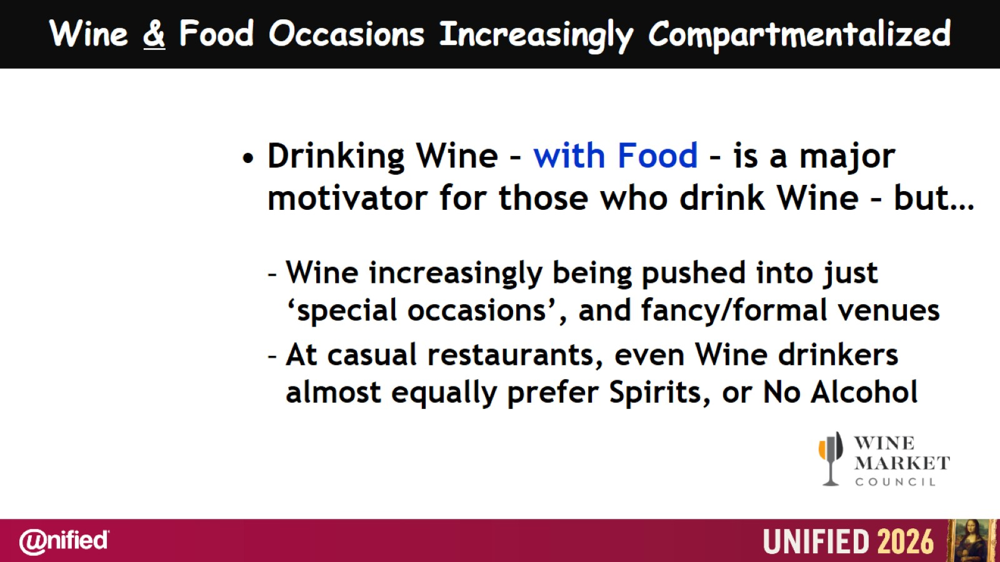 Wine & Food Occasions Increasingly Compartmentalized
• Drinking Wine – with Food – is a major
motivator for those who drink Wine – but…
– Wine increasingly being pushed into just
‘special occasions’, and fancy/formal venues
– At casual restaurants, even Wine drinkers
almost equally prefer Spirits, or No Alcohol
WINE
MARKET
COUNCIL
unified
UNIFIED 2026